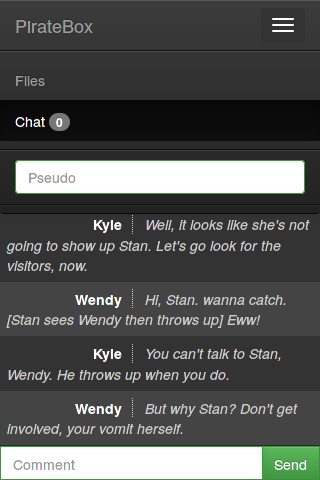 PirateBox
Files
Chat 0
Pseudo
Kyle Well, it looks like she's not
going to show up Stan. Let's go look for the
visitors, now.
Wendy Hi, Stan. wanna catch.
[Stan sees Wendy then throws up] Eww!
Kyle You can't talk to Stan,
Wendy. He throws up when you do.
Wendy But why Stan? Don't get
involved, your vomit herself.
Comment Send